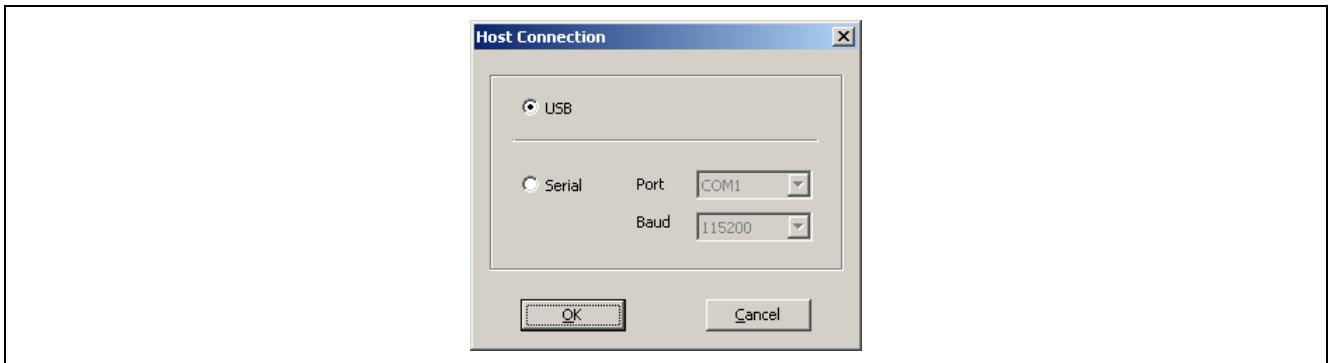 Host Connection
USB
Serial Port COM1
Baud 115200
OK Cancel